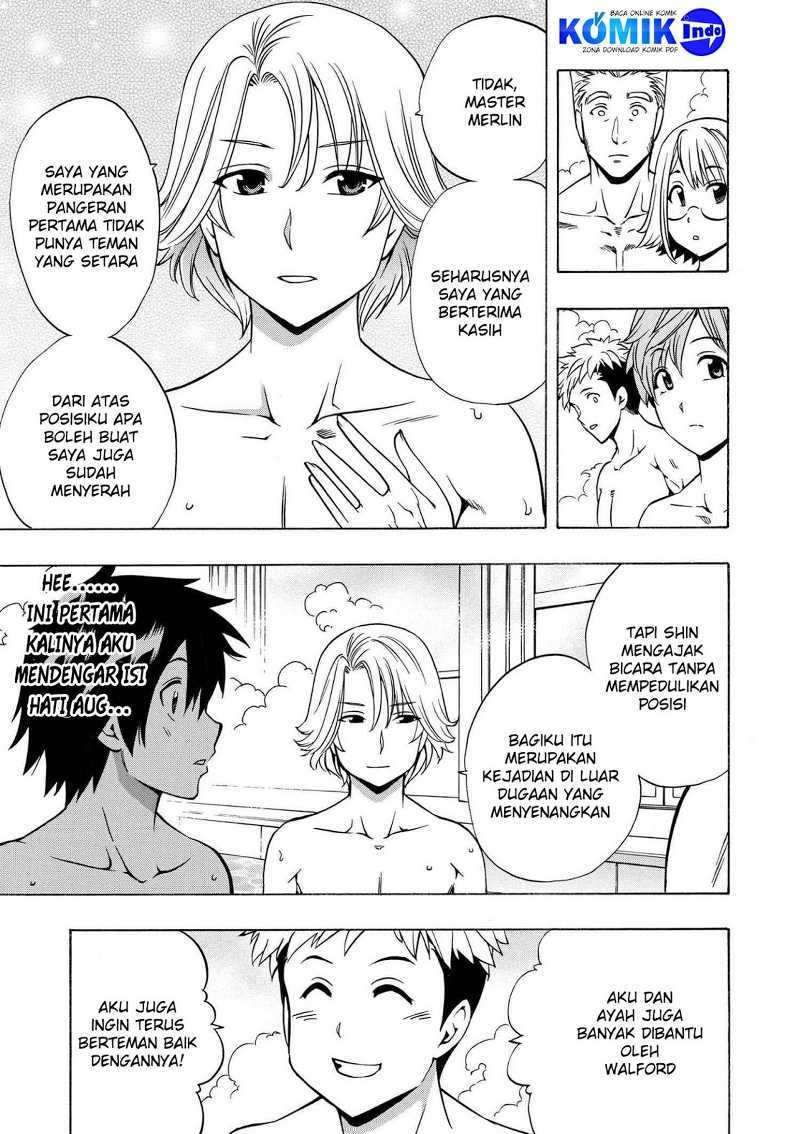 BACA ONLINE KOMIK
KOMIK Indo
ZONA DOWNLOAD KOMIK PDF
TIDAK,
MASTER
MERLIN
SEHARUSNYA
SAYA YANG
BERTERIMA
KASIH
SAYA YANG
MERUPAKAN
PANGERAN
PERTAMA TIDAK
PUNYA TEMAN
YANG SETARA
DARI ATAS
POSISIKU APA
BOLEH BUAT
SAYA JUGA
SUDAH
MENYERAH
TAPI SHIN
MENGAJAK
BICARA TANPA
MEMPEDULIKAN
POSISI
BAGIKU ITU
MERUPAKAN
KEJADIAN DI LUAR
DUGAAN YANG
MENYENANGKAN
HEE......
INI PERTAMA
KALINYA AKU
MENDENGAR ISI
HATI AUG...
AKU DAN
AYAH JUGA
BANYAK DIBANTU
OLEH
WALFORD
AKU JUGA
INGIN TERUS
BERTEMAN BAIK
DENGANNYA!